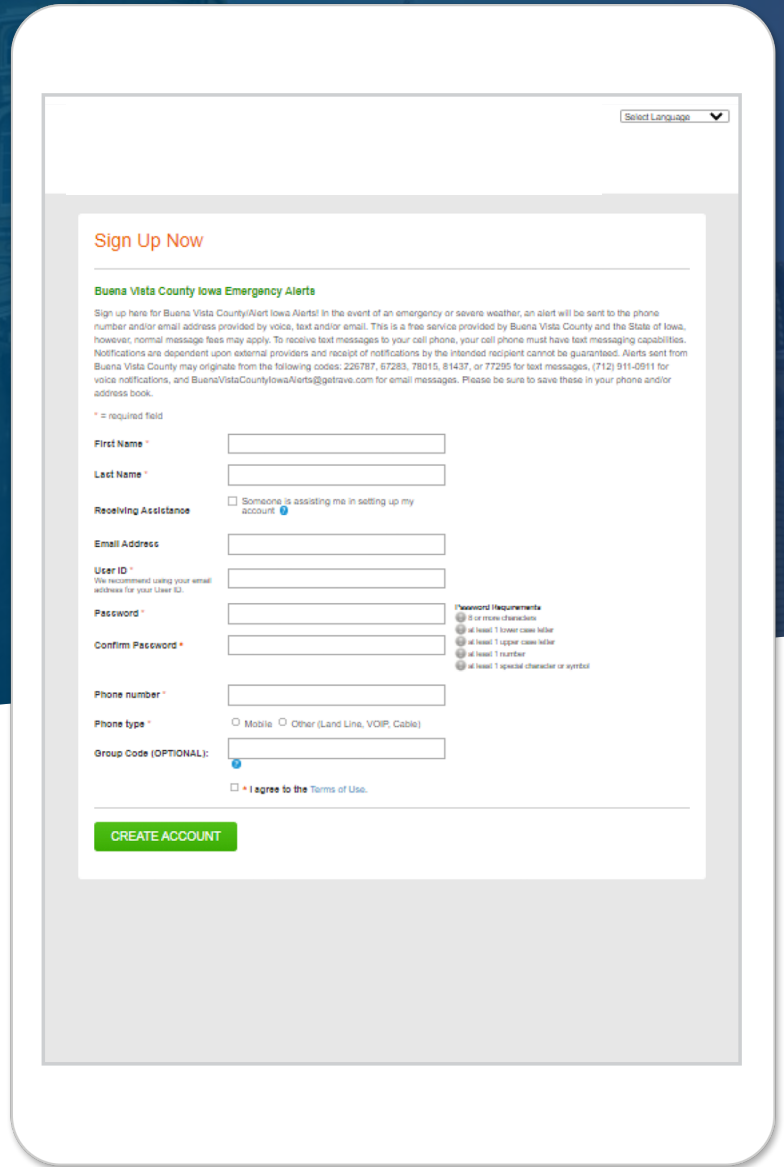 Select Language
Sign Up Now
Buena Vista County Iowa Emergency Alerts
Sign up here for Buena Vista County/Alert Iowa Alerts! In the event of an emergency or severe weather, an alert will be sent to the phone
number and/or email address provided by voice, text and/or email. This is a free service provided by Buena Vista County and the State of Iowa,
however, normal message fees may apply. To receive text messages to your cell phone, your cell phone must have text messaging capabilities.
Notifications are dependent upon external providers and receipt of notifications by the intended recipient cannot be guaranteed. Alerts sent from
Buena Vista County may originate from the following codes: 226787, 67283, 78015, 81437, or 77295 for text messages, (712) 911-0911 for
voice notifications, and BuenaVistaCountyIowaAlerts@getrave.com for email messages. Please be sure to save these in your phone and/or
address book.
* = required field
First Name *
Last Name *
Receiving Assistance
Someone is assisting me in setting up my
account ?
Email Address
User ID *
We recommend using your email
address for your User ID.
Password *
Password Requirements
8 or more characters
at least 1 lower case letter
at least 1 upper case letter
at least 1 number
at least 1 special character or symbol
Confirm Password *
Phone number *
Phone type *
Mobile Other (Land Line, VOIP, Cable)
Group Code (OPTIONAL):
?
* I agree to the Terms of Use.
CREATE ACCOUNT